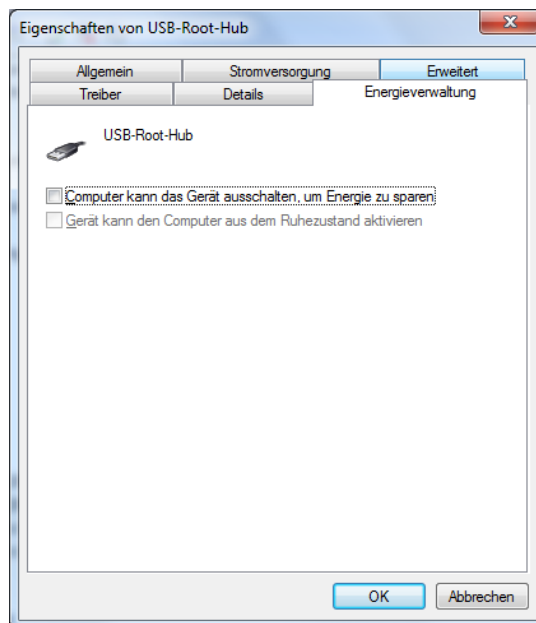 Eigenschaften von USB-Root-Hub
Allgemein Stromversorgung Erweitert
Treiber Details Energieverwaltung
USB-Root-Hub
Computer kann das Gerät ausschalten, um Energie zu sparen
Gerät kann den Computer aus dem Ruhezustand aktivieren
OK Abbrechen